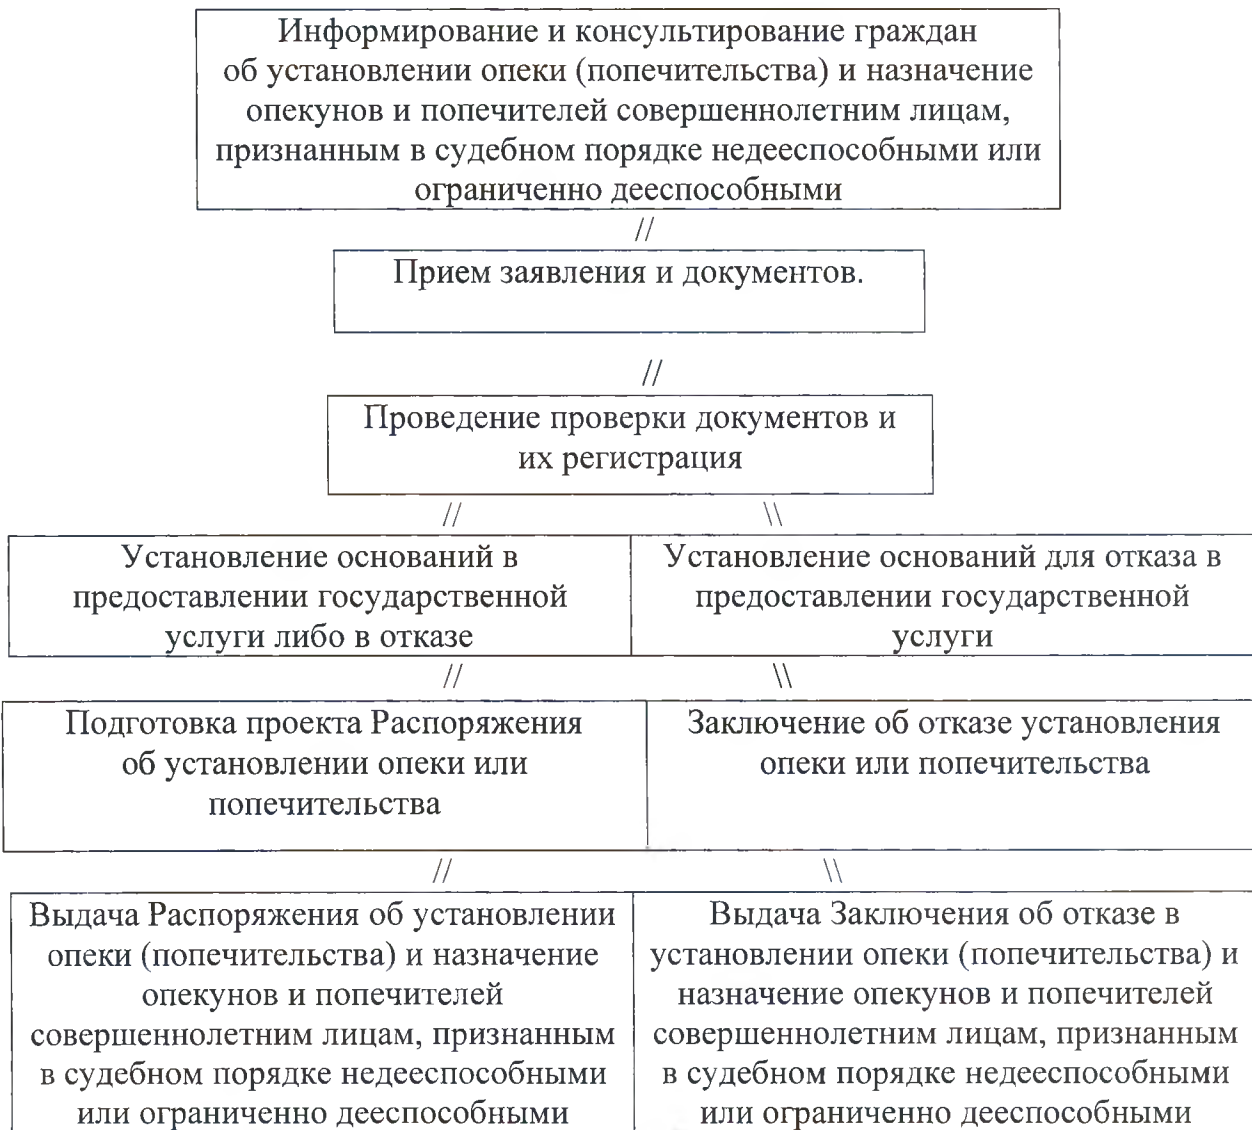 Информирование и консультирование граждан
об установлении опеки (попечительства) и назначение
опекунов и попечителей совершеннолетним лицам,
признанным в судебном порядке недееспособными или
ограниченно дееспособными
//
Прием заявления и документов.
//
Проведение проверки документов и
их регистрация
// \\
Установление оснований в
предоставлении государственной
услуги либо в отказе
Установление оснований для отказа в
предоставлении государственной
услуги
// \\
Подготовка проекта Распоряжения
об установлении опеки или
попечительства
Заключение об отказе установления
опеки или попечительства
// \\
Выдача Распоряжения об установлении
опеки (попечительства) и назначение
опекунов и попечителей
совершеннолетним лицам, признанным
в судебном порядке недееспособными
или ограниченно дееспособными
Выдача Заключения об отказе в
установлении опеки (попечительства) и
назначение опекунов и попечителей
совершеннолетним лицам, признанным
в судебном порядке недееспособными
или ограниченно дееспособными